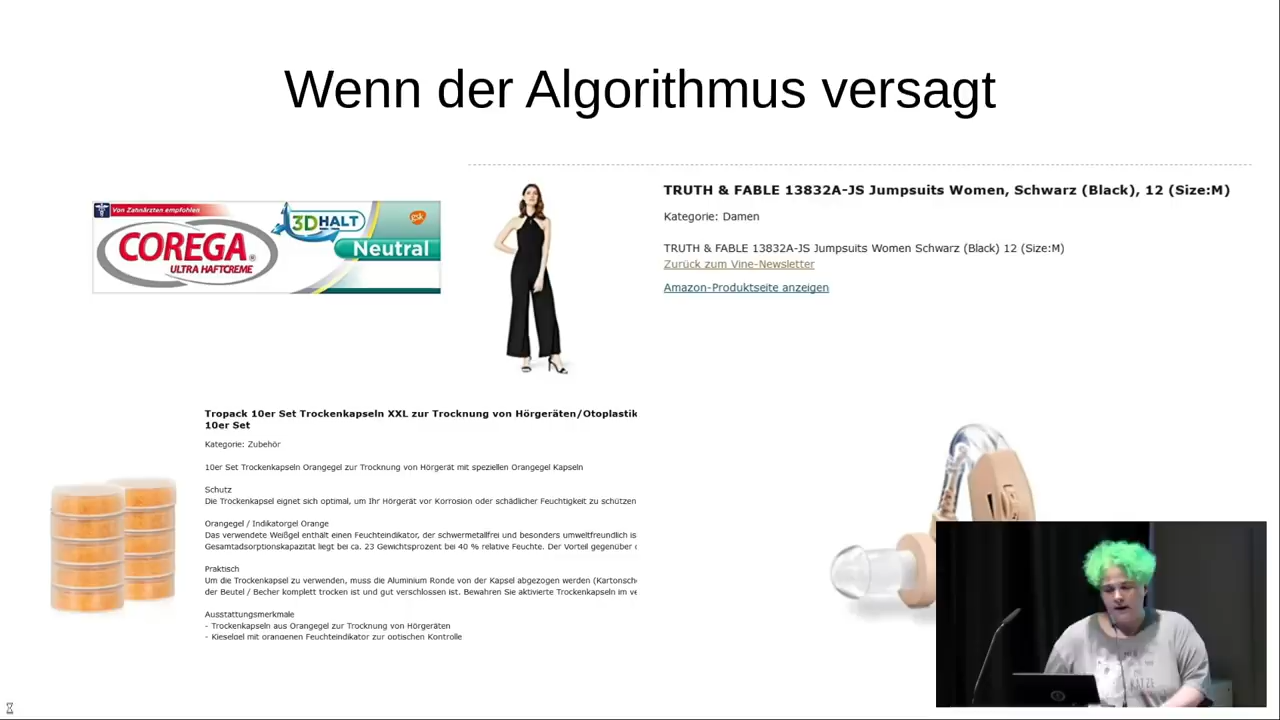 Wenn der Algorithmus versagt
Von Zahnärzten empfohlen
3DHALT
gsk
COREGA®
ULTRA HAFTCREME
Neutral
TRUTH & FABLE 13832A-JS Jumpsuits Women, Schwarz (Black), 12 (Size:M)
Kategorie: Damen
TRUTH & FABLE 13832A-JS Jumpsuits Women Schwarz (Black) 12 (Size:M)
Zurück zum Vine-Newsletter
Amazon-Produktseite anzeigen
Tropack 10er Set Trockenkapseln XXL zur Trocknung von Hörgeräten/Otoplastik
10er Set
Kategorie: Zubehör
10er Set Trockenkapseln Orangegel zur Trocknung von Hörgerät mit speziellen Orangegel Kapseln
Schutz
Die Trockenkapsel eignet sich optimal, um Ihr Hörgerät vor Korrosion oder schädlicher Feuchtigkeit zu schützen
Orangegel / Indikatorgel Orange
Das verwendete Weißgel enthält einen Feuchteindikator, der schwermetallfrei und besonders umweltfreundlich is
Gesamtadsorptionskapazität liegt bei ca. 23 Gewichtsprozent bei 40 % relative Feuchte. Der Vorteil gegenüber
Praktisch
Um die Trockenkapsel zu verwenden, muss die Aluminium Ronde von der Kapsel abgezogen werden (Kartonsch
der Beutel / Becher komplett trocken ist und gut verschlossen ist. Bewahren Sie aktivierte Trockenkapseln im ve
Ausstattungsmerkmale
- Trockenkapseln aus Orangegel zur Trocknung von Hörgeräten
- Kieselgel mit orangenen Feuchteindikator zur optischen Kontrolle
KATZE